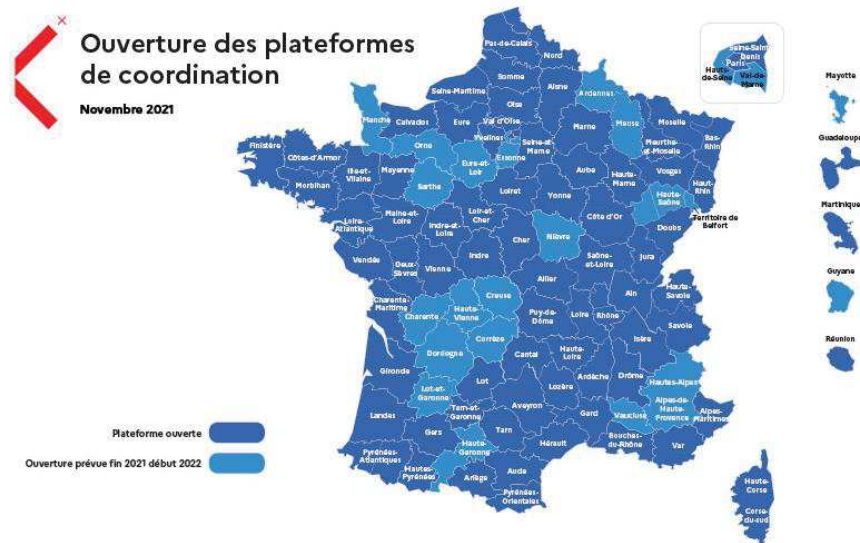 Ouverture des plateformes
de coordination
Novembre 2021
Pas-de-Calais
Nord
Somme
Seine-Maritime
Aisne
Ardennes
Oise
Manche
Calvados
Eure
Val d'Oise
Marne
Meuse
Moselle
Bas-
Rhin
Meurthe-
et-Moselle
Orne
Yvelines
Seine-et-
Marne
Essonne
Finistère
Côtes-d'Armor
Ille-et-
Vilaine
Mayenne
Eure-et-
Loir
Aube
Haute-
Marne
Vosges
Haut-
Rhin
Morbihan
Sarthe
Loiret
Yonne
Haute-
Saône
Territoire de
Belfort
Loire-
Atlantique
Maine-et-
Loire
Indre-et-
Loire
Loir-et-
Cher
Cher
Nièvre
Côte d'Or
Doubs
Jura
Vendée
Deux-
Sèvres
Vienne
Indre
Saône-
et-Loire
Allier
Charente-
Maritime
Charente
Haute-
Vienne
Creuse
Puy-de-
Dôme
Loire
Rhône
Ain
Haute-
Savoie
Savoie
Isère
Corrèze
Dordogne
Cantal
Haute-
Loire
Ardèche
Drôme
Hautes-Alpes
Gironde
Lot-et-
Garonne
Lot
Aveyron
Lozère
Gard
Vaucluse
Alpes-de-
Haute-
Provence
Alpes-
Maritimes
Landes
Tarn-et-
Garonne
Tarn
Gers
Haute-
Garonne
Hérault
Bouches-
du-Rhône
Var
Pyrénées-
Atlantiques
Hautes-
Pyrénées
Ariège
Aude
Pyrénées-
Orientales
Haute-
Corse
Corse-
du-sud
Seine-Saint-
Denis
Paris
Hauts-
de-Seine
Val-de-
Marne
Mayotte
Guadeloupe
Martinique
Guyane
Réunion
Plateforme ouverte
Ouverture prévue fin 2021 début 2022